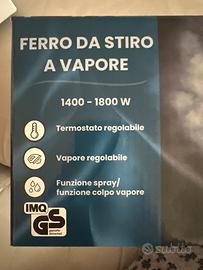 FERRO DA STIRO
A VAPORE
1400 - 1800 W
Termostato regolabile
Vapore regolabile
Funzione spray/
funzione colpo vapore
IMQ
GS
subito